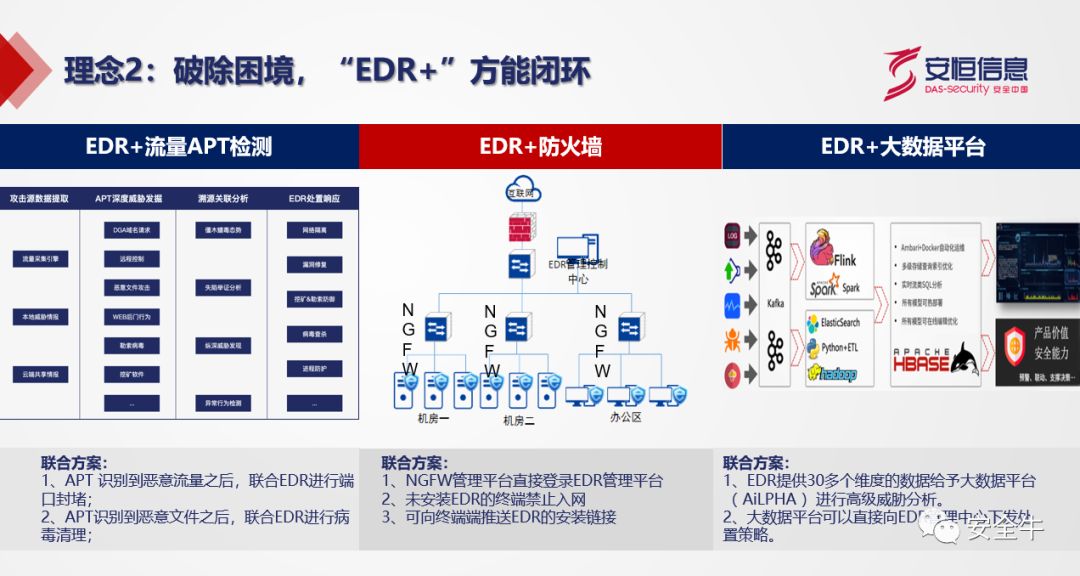 理念2：破除困境，“EDR+”方能闭环
安恒信息
DAS-security 安全中国
EDR+流量APT检测
EDR+防火墙
EDR+大数据平台
攻击源数据提取
APT深度威胁发掘
溯源关联分析
EDR处置响应
流量采集引擎
本地威胁情报
云端共享情报
DGA域名请求
远程控制
恶意文件攻击
WEB后门行为
勒索病毒
挖矿软件
...
僵木蠕毒态势
失陷举证分析
纵深威胁发现
异常行为检测
网络隔离
漏洞修复
挖矿&勒索防御
病毒查杀
进程防护
...
互联网
EDR管理控制
中心
NGFW
NGFW
NGFW
机房一
机房二
办公区
LOG
Kafka
Flink
Spark
Spark
ElasticSearch
Python+ETL
hadoop
• Ambari+Docker自动化运维
• 多级存储查询索引优化
• 实时流类SQL分析
• 所有模型可热部署
• 所有模型可在线编辑优化
APACHE
HBASE
产品价值
安全能力
预警、联动、支撑决策…
联合方案：
1、APT 识别到恶意流量之后，联合EDR进行端
口封堵；
2、APT识别到恶意文件之后，联合EDR进行病
毒清理；
联合方案：
1、NGFW管理平台直接登录EDR管理平台
2、未安装EDR的终端禁止入网
3、可向终端端推送EDR的安装链接
联合方案：
1、EDR提供30多个维度的数据给予大数据平台
（AiLPHA ）进行高级威胁分析。
2、大数据平台可以直接向EDR管理中心下发处
置策略。
安全牛